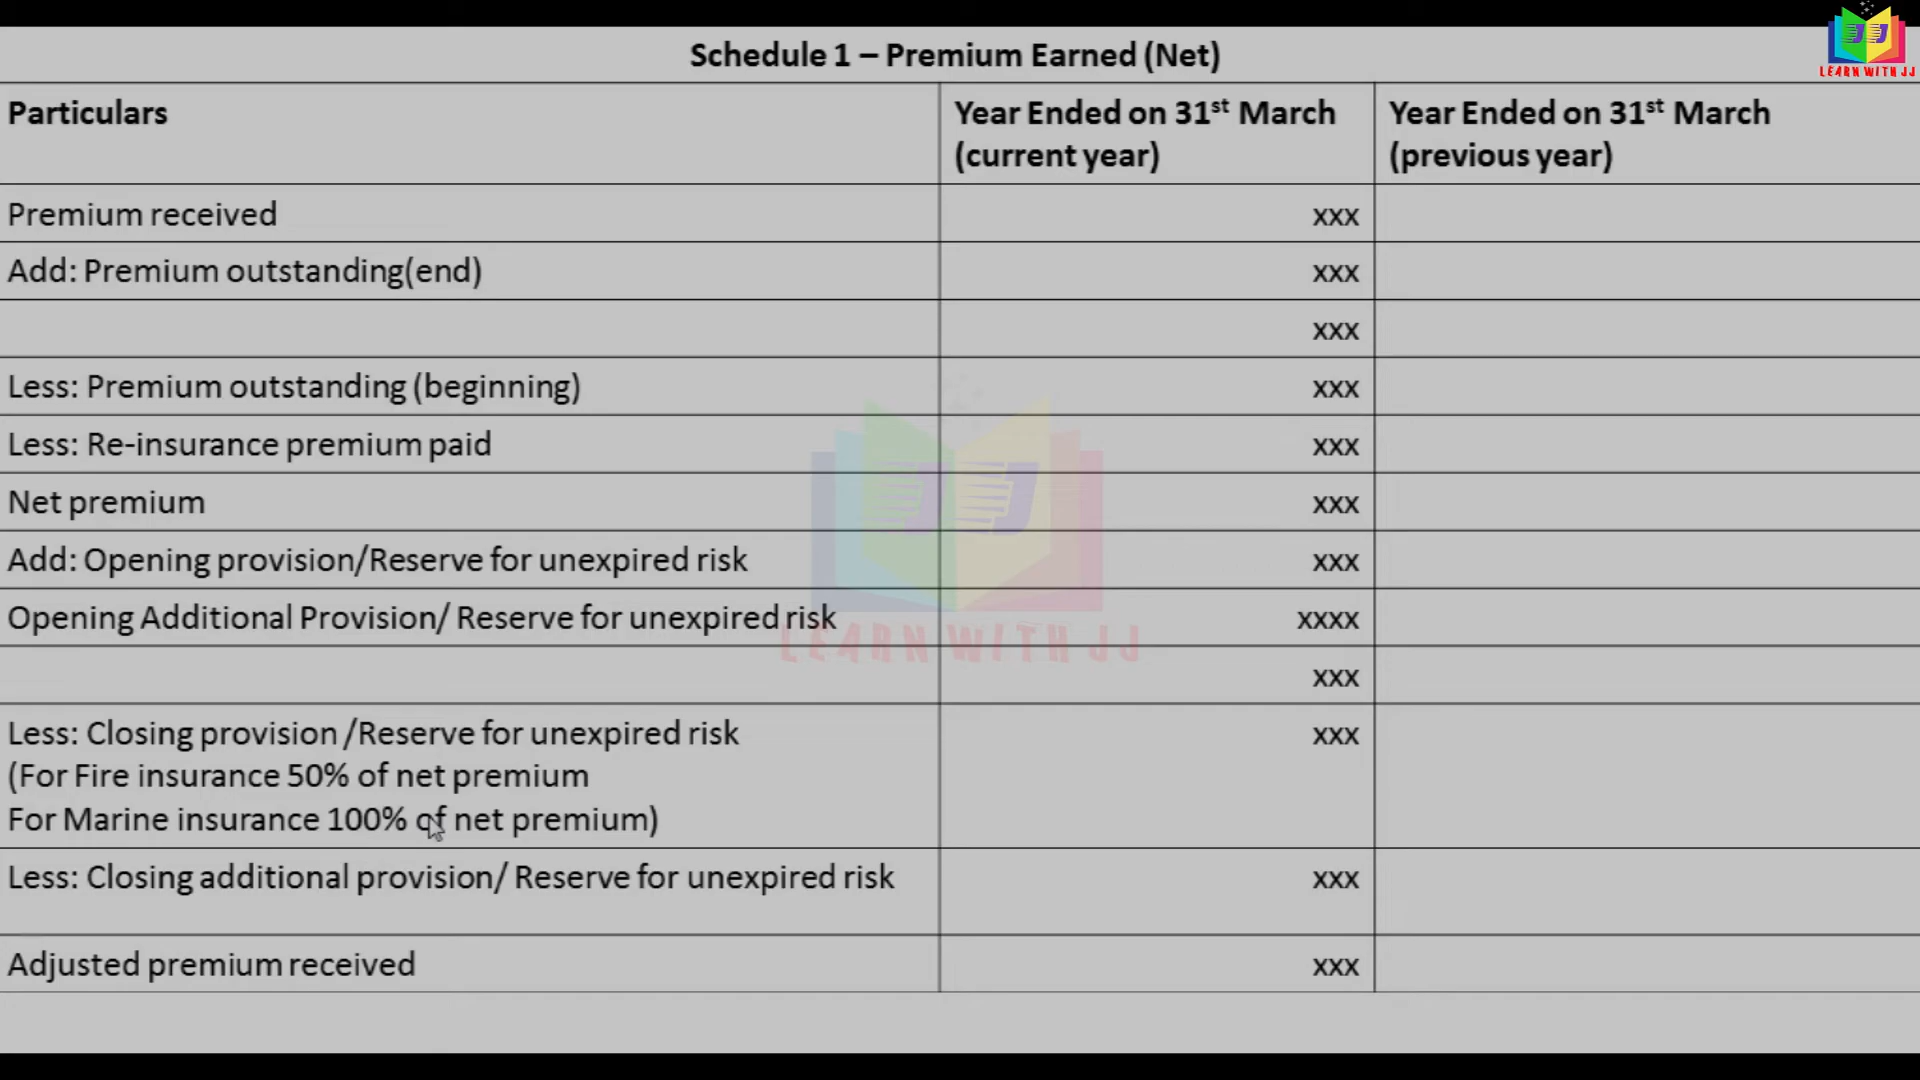 Schedule 1 – Premium Earned (Net)
Particulars
Year Ended on 31st March
(current year)
Year Ended on 31st March
(previous year)
Premium received
xxx
Add: Premium outstanding(end)
xxx
xxx
Less: Premium outstanding (beginning)
xxx
Less: Re-insurance premium paid
xxx
Net premium
xxx
Add: Opening provision/Reserve for unexpired risk
xxx
Opening Additional Provision/ Reserve for unexpired risk
xxxx
xxx
Less: Closing provision /Reserve for unexpired risk
xxx
(For Fire insurance 50% of net premium
For Marine insurance 100% of net premium)
Less: Closing additional provision/ Reserve for unexpired risk
xxx
Adjusted premium received
xxx
JJ
LEARN WITH JJ
JJ
LEARN WITH JJ